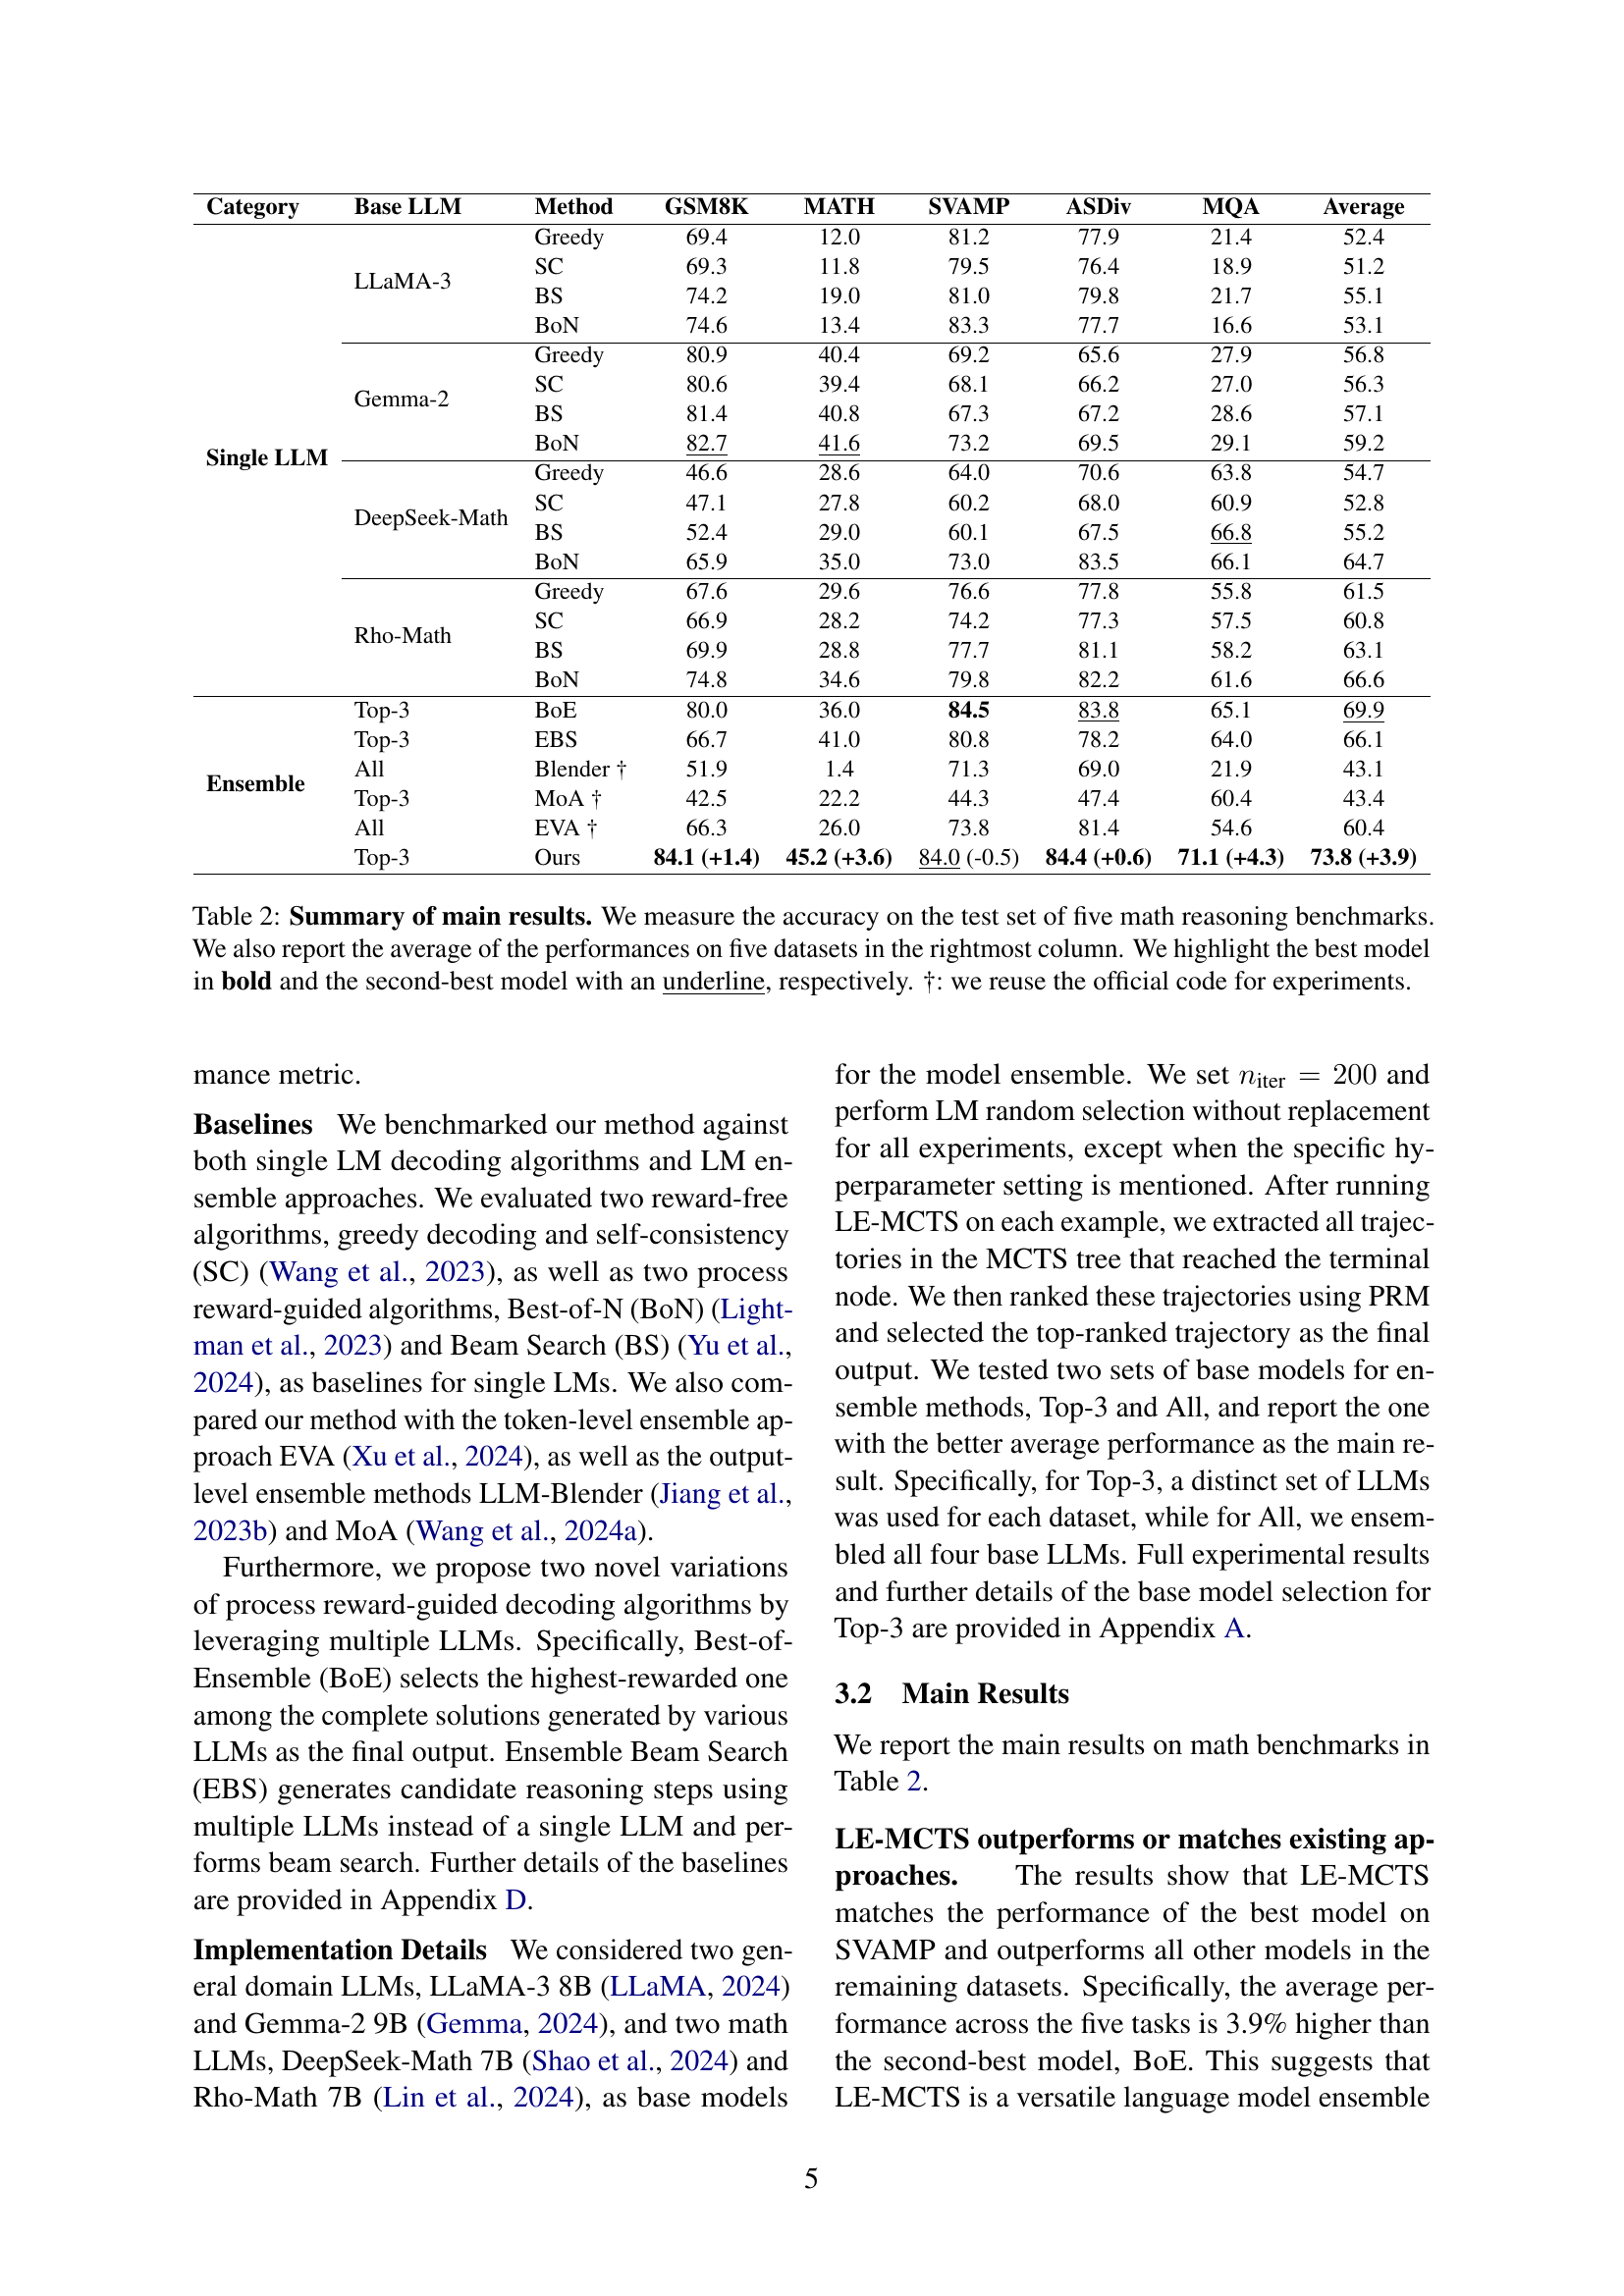 Category Base LLM Method GSM8K MATH SVAMP ASDiv MQA Average
Single LLM
LLaMA-3
Greedy 69.4 12.0 81.2 77.9 21.4 52.4
SC 69.3 11.8 79.5 76.4 18.9 51.2
BS 74.2 19.0 81.0 79.8 21.7 55.1
BoN 74.6 13.4 83.3 77.7 16.6 53.1
Gemma-2
Greedy 80.9 40.4 69.2 65.6 27.9 56.8
SC 80.6 39.4 68.1 66.2 27.0 56.3
BS 81.4 40.8 67.3 67.2 28.6 57.1
BoN 82.7 41.6 73.2 69.5 29.1 59.2
DeepSeek-Math
Greedy 46.6 28.6 64.0 70.6 63.8 54.7
SC 47.1 27.8 60.2 68.0 60.9 52.8
BS 52.4 29.0 60.1 67.5 66.8 55.2
BoN 65.9 35.0 73.0 83.5 66.1 64.7
Rho-Math
Greedy 67.6 29.6 76.6 77.8 55.8 61.5
SC 66.9 28.2 74.2 77.3 57.5 60.8
BS 69.9 28.8 77.7 81.1 58.2 63.1
BoN 74.8 34.6 79.8 82.2 61.6 66.6
Ensemble
Top-3 BoE 80.0 36.0 84.5 83.8 65.1 69.9
Top-3 EBS 66.7 41.0 80.8 78.2 64.0 66.1
All Blender † 51.9 1.4 71.3 69.0 21.9 43.1
Top-3 MoA † 42.5 22.2 44.3 47.4 60.4 43.4
All EVA † 66.3 26.0 73.8 81.4 54.6 60.4
Top-3 Ours 84.1 (+1.4) 45.2 (+3.6) 84.0 (-0.5) 84.4 (+0.6) 71.1 (+4.3) 73.8 (+3.9)
Table 2: Summary of main results. We measure the accuracy on the test set of five math reasoning benchmarks.
We also report the average of the performances on five datasets in the rightmost column. We highlight the best model
in bold and the second-best model with an underline, respectively. †: we reuse the official code for experiments.
mance metric.
Baselines We benchmarked our method against
both single LM decoding algorithms and LM en-
semble approaches. We evaluated two reward-free
algorithms, greedy decoding and self-consistency
(SC) (Wang et al., 2023), as well as two process
reward-guided algorithms, Best-of-N (BoN) (Light-
man et al., 2023) and Beam Search (BS) (Yu et al.,
2024), as baselines for single LMs. We also com-
pared our method with the token-level ensemble ap-
proach EVA (Xu et al., 2024), as well as the output-
level ensemble methods LLM-Blender (Jiang et al.,
2023b) and MoA (Wang et al., 2024a).
Furthermore, we propose two novel variations
of process reward-guided decoding algorithms by
leveraging multiple LLMs. Specifically, Best-of-
Ensemble (BoE) selects the highest-rewarded one
among the complete solutions generated by various
LLMs as the final output. Ensemble Beam Search
(EBS) generates candidate reasoning steps using
multiple LLMs instead of a single LLM and per-
forms beam search. Further details of the baselines
are provided in Appendix D.
Implementation Details We considered two gen-
eral domain LLMs, LLaMA-3 8B (LLaMA, 2024)
and Gemma-2 9B (Gemma, 2024), and two math
LLMs, DeepSeek-Math 7B (Shao et al., 2024) and
Rho-Math 7B (Lin et al., 2024), as base models
for the model ensemble. We set n_iter = 200 and
perform LM random selection without replacement
for all experiments, except when the specific hy-
perparameter setting is mentioned. After running
LE-MCTS on each example, we extracted all trajec-
tories in the MCTS tree that reached the terminal
node. We then ranked these trajectories using PRM
and selected the top-ranked trajectory as the final
output. We tested two sets of base models for en-
semble methods, Top-3 and All, and report the one
with the better average performance as the main re-
sult. Specifically, for Top-3, a distinct set of LLMs
was used for each dataset, while for All, we ensem-
bled all four base LLMs. Full experimental results
and further details of the base model selection for
Top-3 are provided in Appendix A.
3.2 Main Results
We report the main results on math benchmarks in
Table 2.
LE-MCTS outperforms or matches existing ap-
proaches. The results show that LE-MCTS
matches the performance of the best model on
SVAMP and outperforms all other models in the
remaining datasets. Specifically, the average per-
formance across the five tasks is 3.9% higher than
the second-best model, BoE. This suggests that
LE-MCTS is a versatile language model ensemble
5